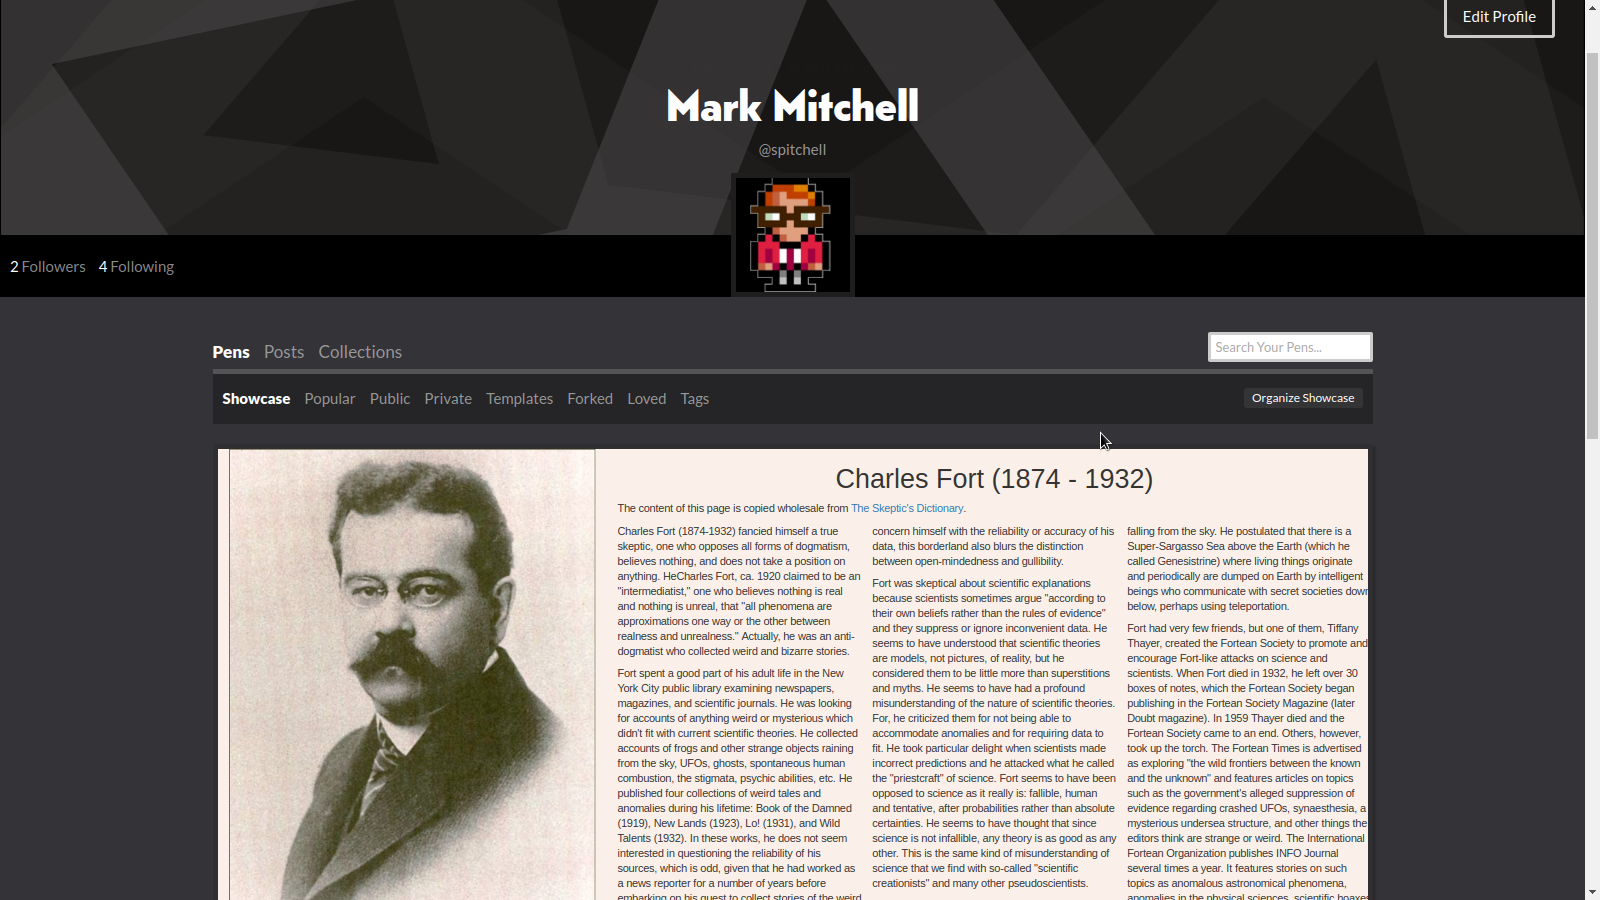 Edit Profile
Mark Mitchell
@spitchell
2 Followers 4 Following
Pens Posts Collections
Search Your Pens...
Showcase Popular Public Private Templates Forked Loved Tags
Organize Showcase
Charles Fort (1874 - 1932)
The content of this page is copied wholesale from The Skeptic's Dictionary.
Charles Fort (1874-1932) fancied himself a true
skeptic, one who opposes all forms of dogmatism,
believes nothing, and does not take a position on
anything. HeCharles Fort, ca. 1920 claimed to be an
"intermediatist," one who believes nothing is real
and nothing is unreal, that "all phenomena are
approximations one way or the other between
realness and unrealness." Actually, he was an anti-
dogmatist who collected weird and bizarre stories.
Fort spent a good part of his adult life in the New
York City public library examining newspapers,
magazines, and scientific journals. He was looking
for accounts of anything weird or mysterious which
didn't fit with current scientific theories. He collected
accounts of frogs and other strange objects raining
from the sky, UFOs, ghosts, spontaneous human
combustion, the stigmata, psychic abilities, etc. He
published four collections of weird tales and
anomalies during his lifetime: Book of the Damned
(1919), New Lands (1923), Lo! (1931), and Wild
Talents (1932). In these works, he does not seem
interested in questioning the reliability of his
sources, which is odd, given that he had worked as
a news reporter for a number of years before
embarking on his quest to collect stories of the weird
concern himself with the reliability or accuracy of his
data, this borderland also blurs the distinction
between open-mindedness and gullibility.
Fort was skeptical about scientific explanations
because scientists sometimes argue "according to
their own beliefs rather than the rules of evidence"
and they suppress or ignore inconvenient data. He
seems to have understood that scientific theories
are models, not pictures, of reality, but he
considered them to be little more than superstitions
and myths. He seems to have had a profound
misunderstanding of the nature of scientific theories.
For, he criticized them for not being able to
accommodate anomalies and for requiring data to
fit. He took particular delight when scientists made
incorrect predictions and he attacked what he called
the "priestcraft" of science. Fort seems to have been
opposed to science as it really is: fallible, human
and tentative, after probabilities rather than absolute
certainties. He seems to have thought that since
science is not infallible, any theory is as good as any
other. This is the same kind of misunderstanding of
science that we find with so-called "scientific
creationists" and many other pseudoscientists.
falling from the sky. He postulated that there is a
Super-Sargasso Sea above the Earth (which he
called Genesistrine) where living things originate
and periodically are dumped on Earth by intelligent
beings who communicate with secret societies down
below, perhaps using teleportation.
Fort had very few friends, but one of them, Tiffany
Thayer, created the Fortean Society to promote and
encourage Fort-like attacks on science and
scientists. When Fort died in 1932, he left over 30
boxes of notes, which the Fortean Society began
publishing in the Fortean Society Magazine (later
Doubt magazine). In 1959 Thayer died and the
Fortean Society came to an end. Others, however,
took up the torch. The Fortean Times is advertised
as exploring "the wild frontiers between the known
and the unknown" and features articles on topics
such as the government's alleged suppression of
evidence regarding crashed UFOs, synaesthesia, a
mysterious undersea structure, and other things the
editors think are strange or weird. The International
Fortean Organization publishes INFO Journal
several times a year. It features stories on such
topics as anomalous astronomical phenomena,
anomalies in the physical sciences, scientific hoaxes